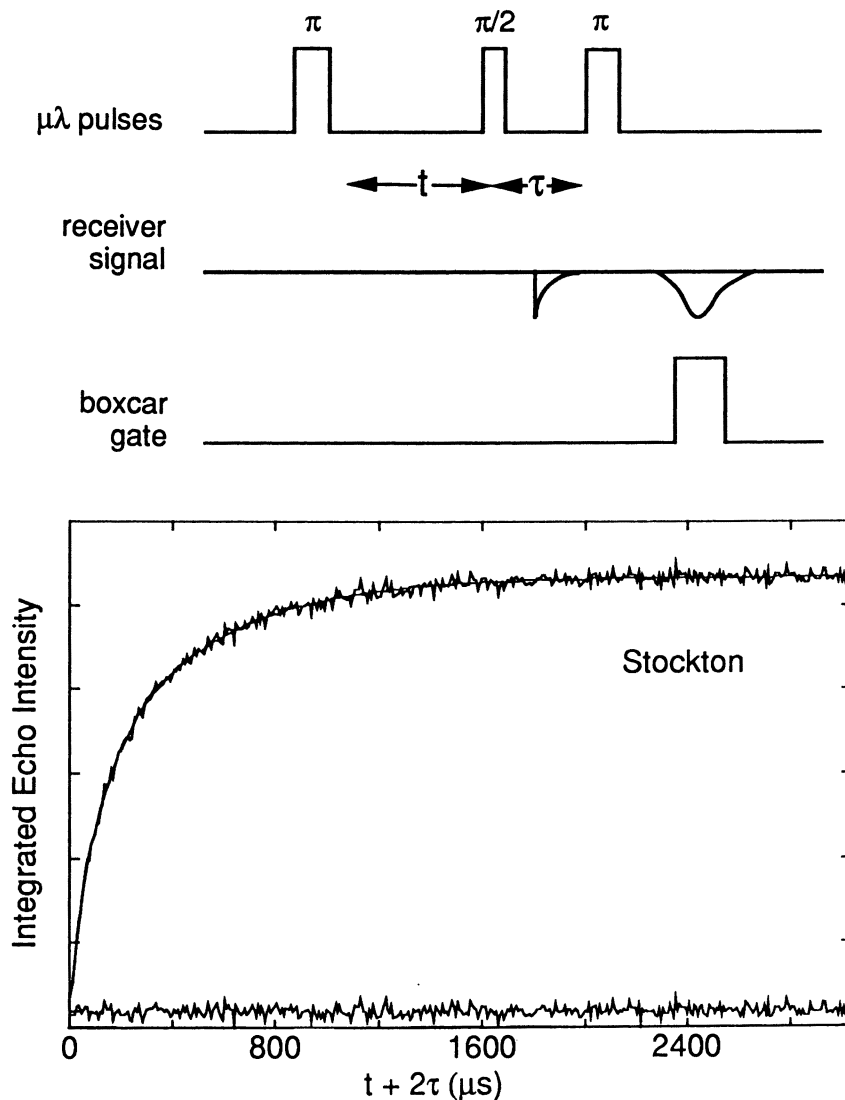 π π/2 π
μλ pulses
t τ
receiver
signal
boxcar
gate
Integrated Echo Intensity
Stockton
0 800 1600 2400
t + 2τ (μs)